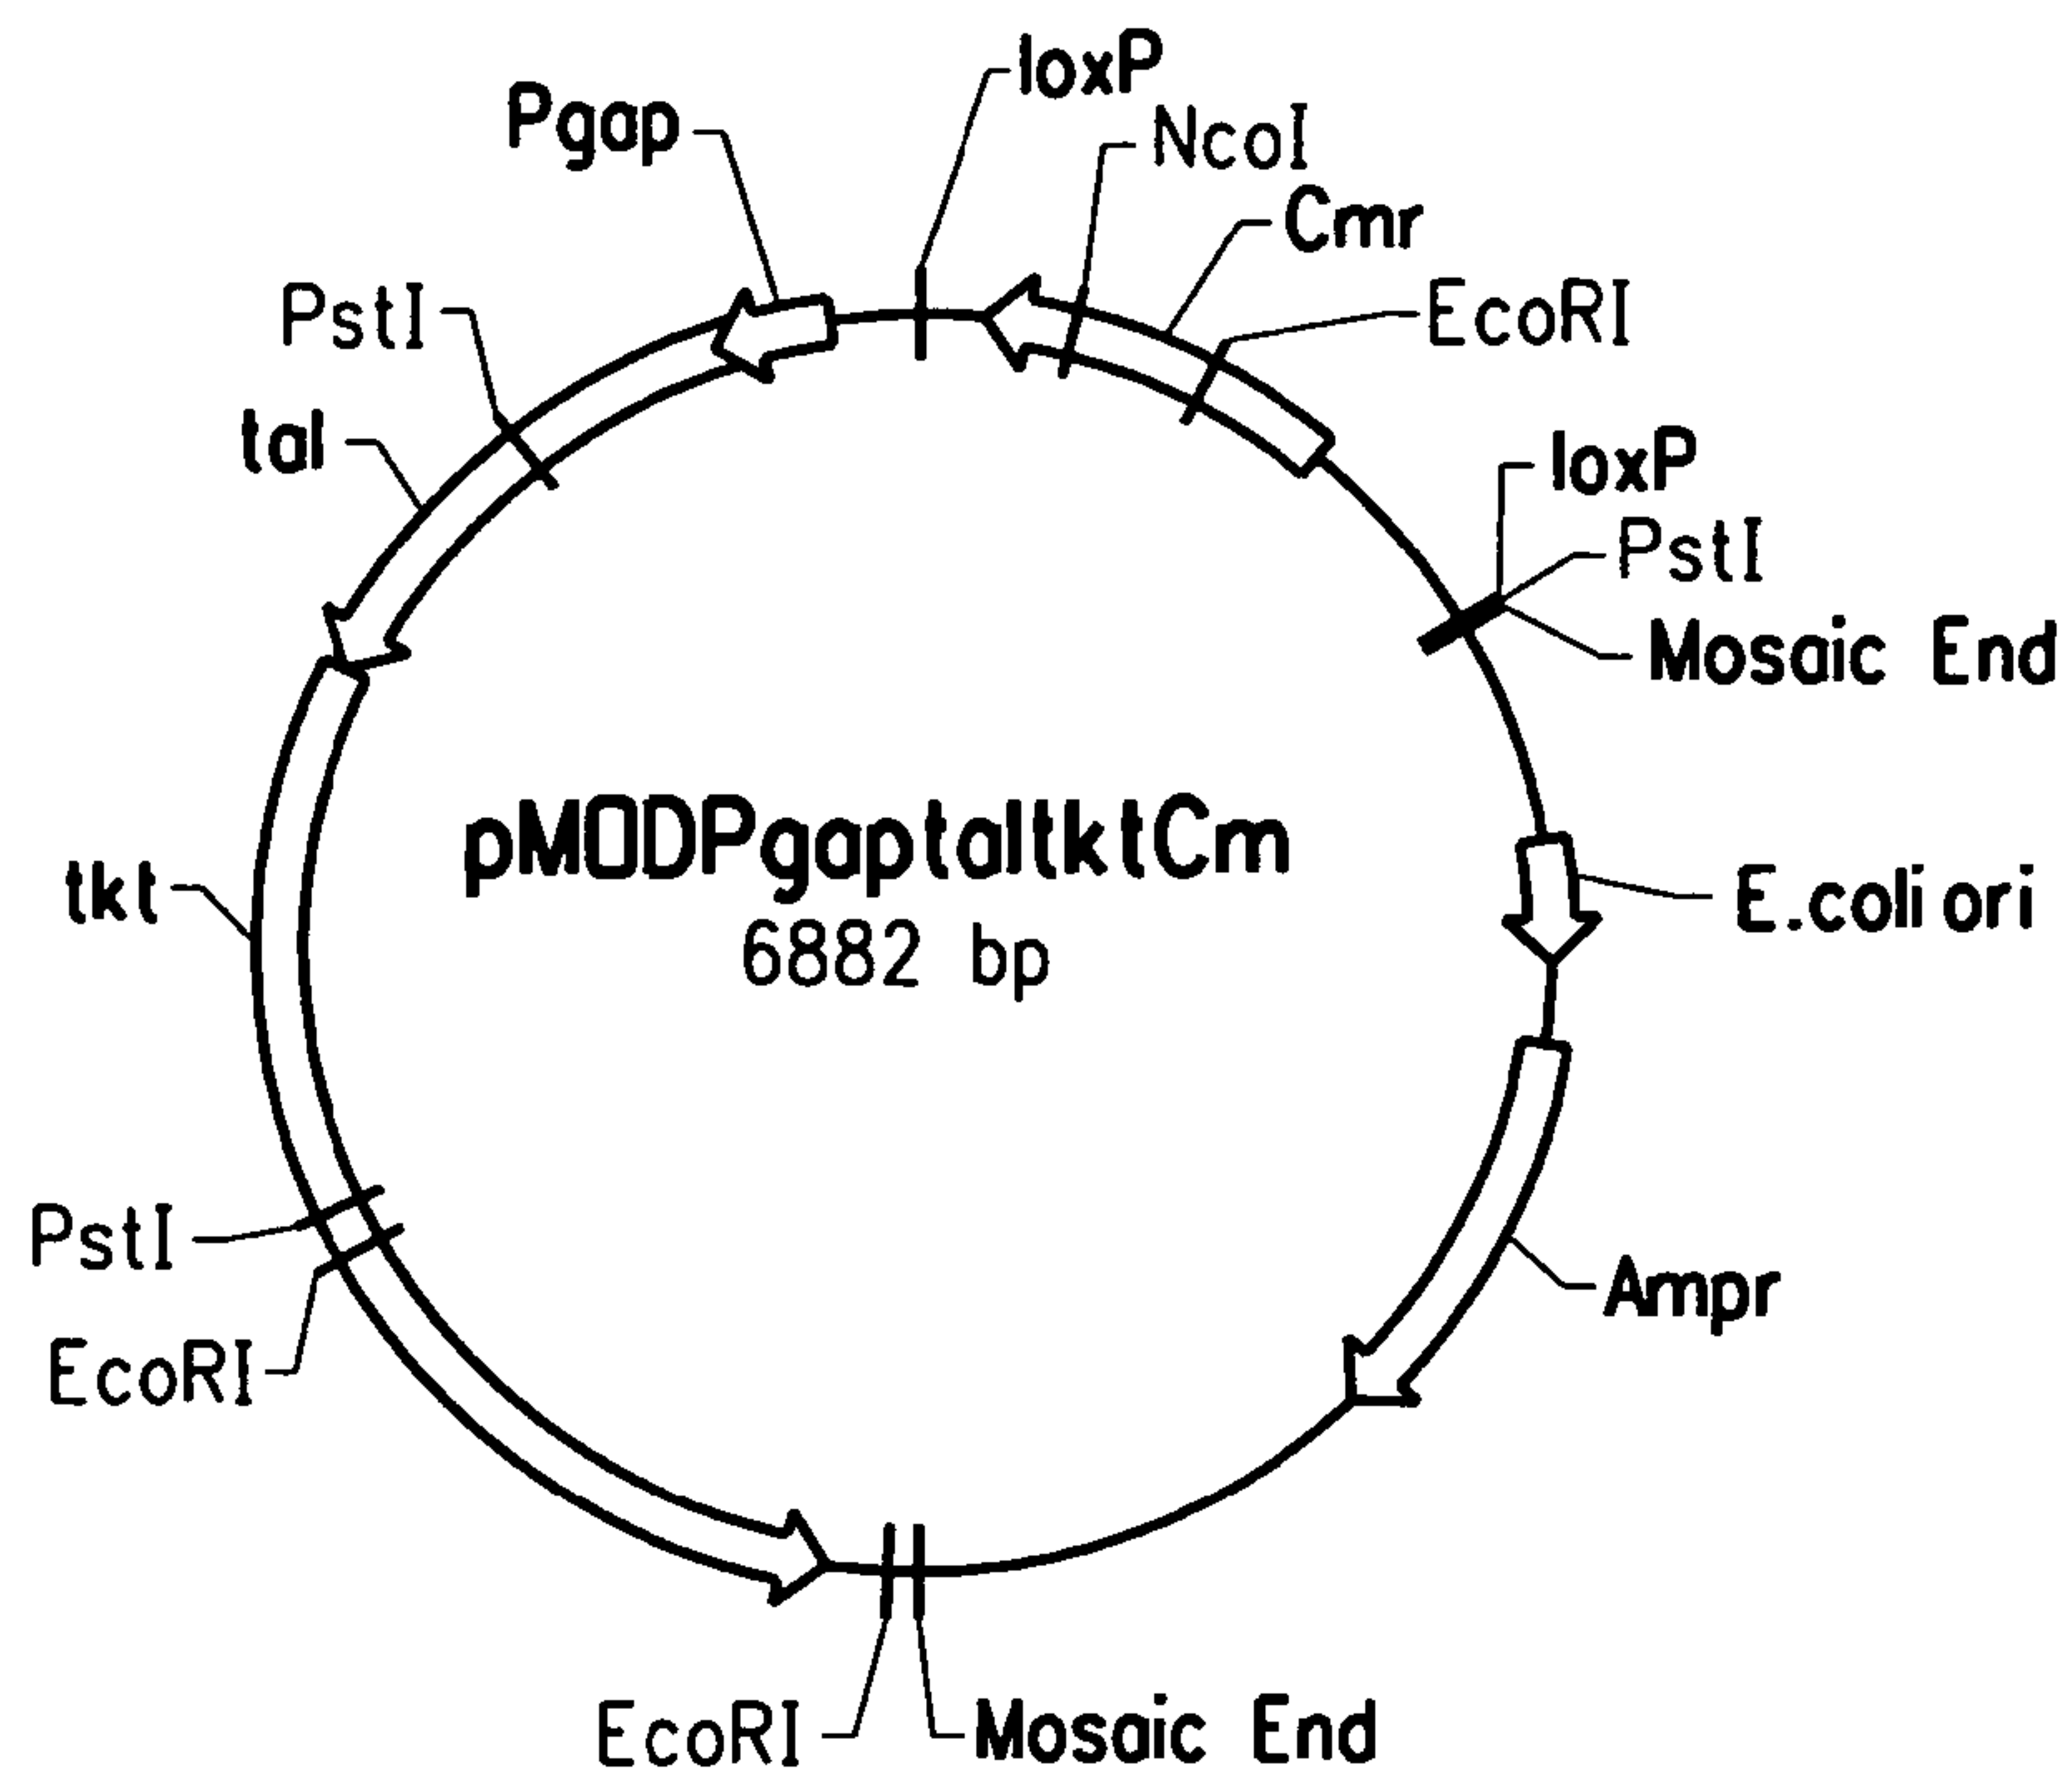 loxP
Pgap
NcoI
Cmr
PstI
EcoRI
tal
loxP
PstI
Mosaic End
pMODPgaptaltktCm
6882 bp
tkt
E.coli ori
PstI
Ampr
EcoRI
EcoRI
Mosaic End